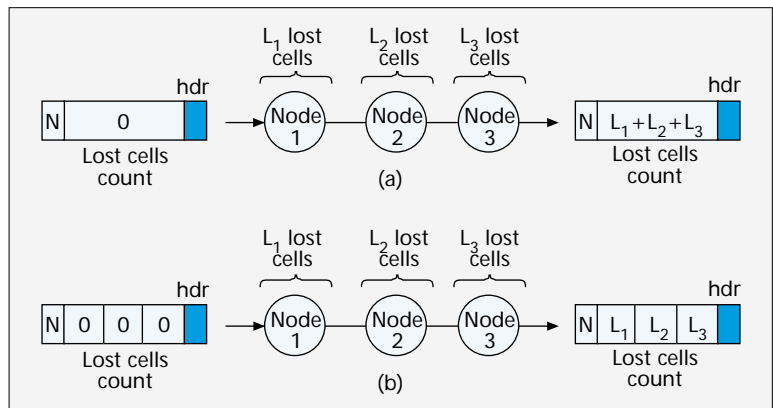 L₁ lost cells
L₂ lost cells
L₃ lost cells
hdr
N 0
Lost cells count
Node 1
Node 2
Node 3
hdr
N L₁+L₂+L₃
Lost cells count
(a)
L₁ lost cells
L₂ lost cells
L₃ lost cells
hdr
N 0 0 0
Lost cells count
Node 1
Node 2
Node 3
hdr
N L₁ L₂ L₃
Lost cells count
(b)